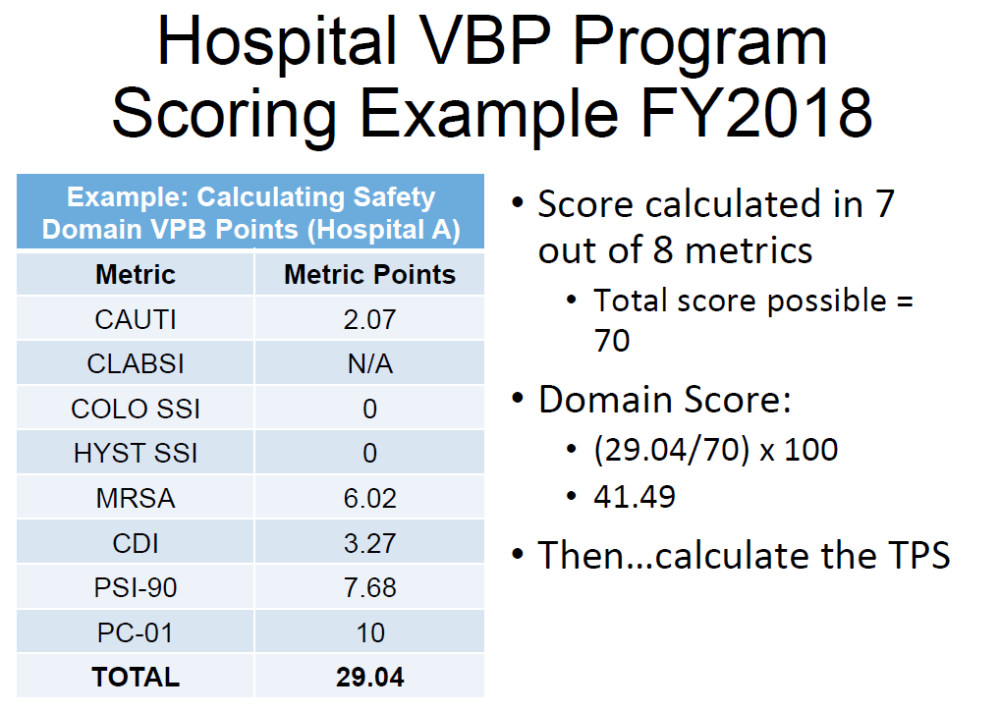 Hospital VBP Program
Scoring Example FY2018
Example: Calculating Safety
Domain VPB Points (Hospital A)
Metric Metric Points
CAUTI 2.07
CLABSI N/A
COLO SSI 0
HYST SSI 0
MRSA 6.02
CDI 3.27
PSI-90 7.68
PC-01 10
TOTAL 29.04
• Score calculated in 7
out of 8 metrics
• Total score possible =
70
• Domain Score:
• (29.04/70) x 100
• 41.49
• Then...calculate the TPS